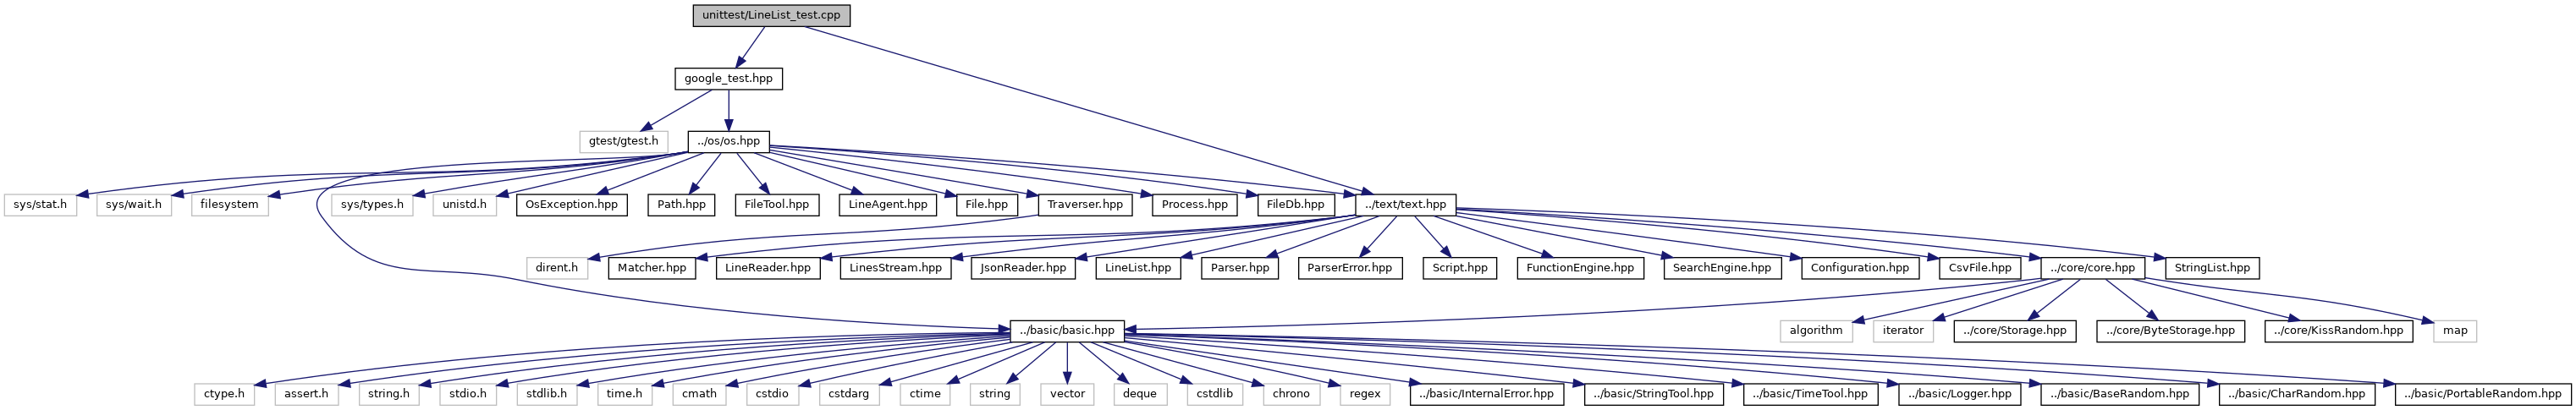 unittest/LineList_test.cpp
google_test.hpp
gtest/gtest.h
../os/os.hpp
sys/stat.h
sys/wait.h
filesystem
sys/types.h
unistd.h
OsException.hpp
Path.hpp
FileTool.hpp
LineAgent.hpp
File.hpp
Traverser.hpp
Process.hpp
FileDb.hpp
../text/text.hpp
dirent.h
Matcher.hpp
LineReader.hpp
LinesStream.hpp
JsonReader.hpp
LineList.hpp
Parser.hpp
ParserError.hpp
Script.hpp
FunctionEngine.hpp
SearchEngine.hpp
Configuration.hpp
CsvFile.hpp
../core/core.hpp
StringList.hpp
../basic/basic.hpp
algorithm
iterator
../core/Storage.hpp
../core/ByteStorage.hpp
../core/KissRandom.hpp
map
ctype.h
assert.h
string.h
stdio.h
stdlib.h
time.h
cmath
cstdio
cstdarg
ctime
string
vector
deque
cstdlib
chrono
regex
../basic/InternalError.hpp
../basic/StringTool.hpp
../basic/TimeTool.hpp
../basic/Logger.hpp
../basic/BaseRandom.hpp
../basic/CharRandom.hpp
../basic/PortableRandom.hpp